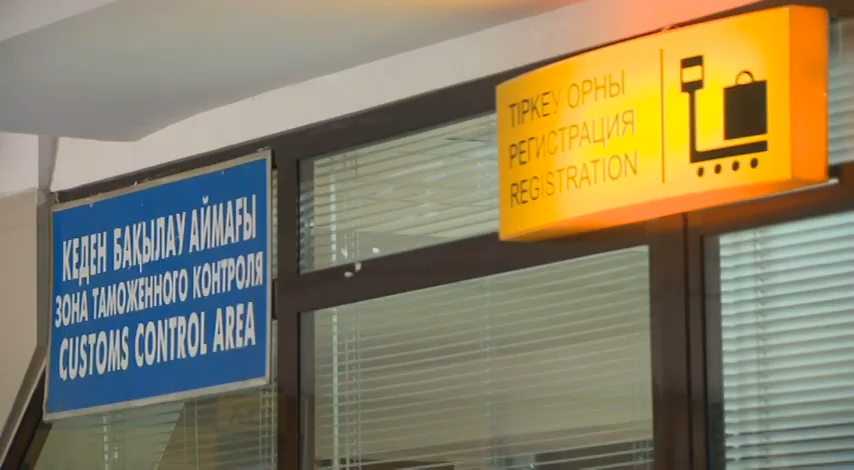 КЕДЕН БАҚЫЛАУ АЙМАҒЫ
ЗОНА ТАМОЖЕННОГО КОНТРОЛЯ
CUSTOMS CONTROL AREA
ТІРКЕУ ОРНЫ
РЕГИСТРАЦИЯ
REGISTRATION